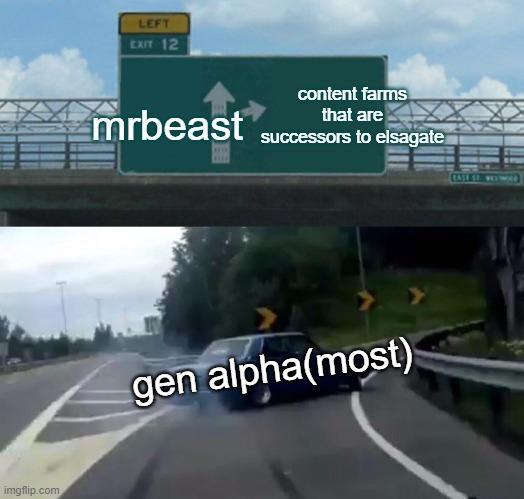 LEFT
EXIT 12
mrbeast
content farms
that are
successors to elsagate
gen alpha(most)
imgflip.com